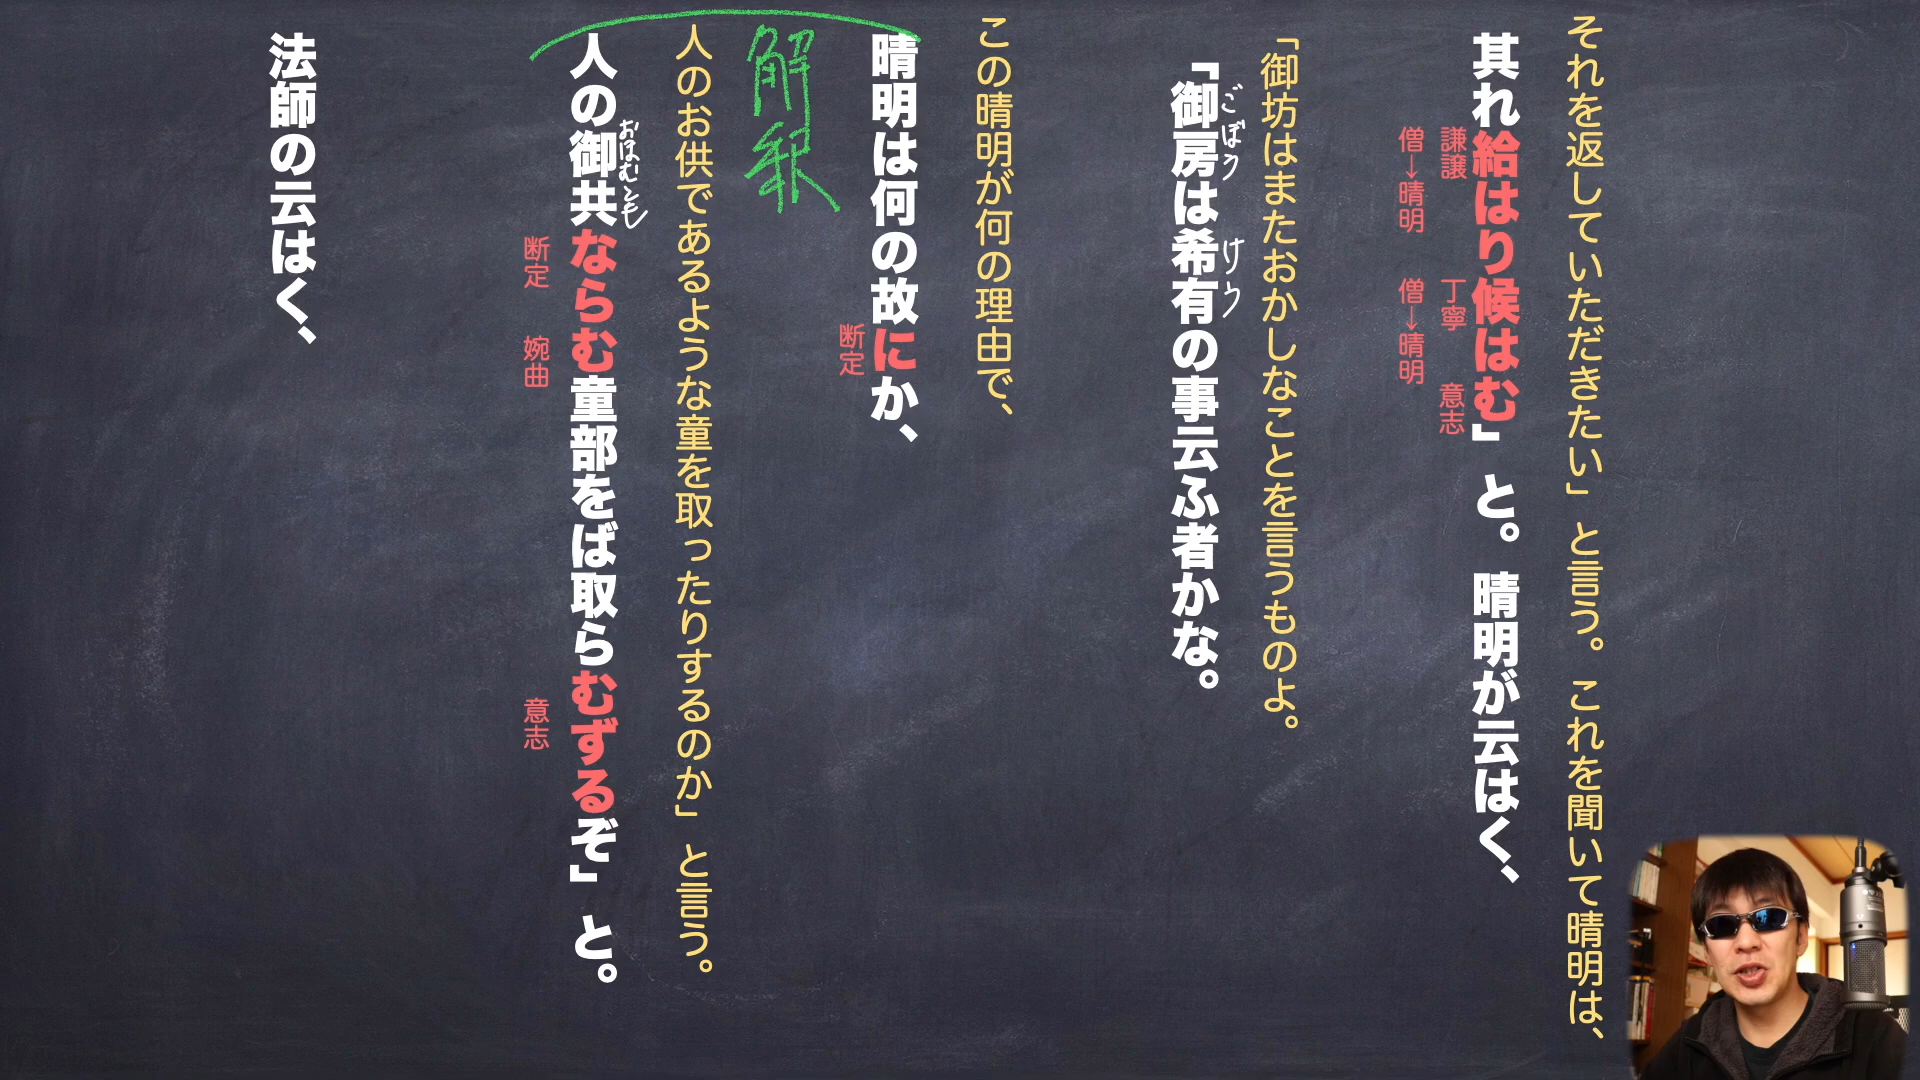 それを返していただきたい」と言う。これを聞いて晴明は、
其れ給はり候はむ」と。晴明が云はく、
謙譲 丁寧 意志
僧→晴明 僧→晴明
「御坊はまたおかしなことを言うものよ。
ごぼう けう
「御房は希有の事云ふ者かな。
この晴明が何の理由で、
晴明は何の故にか、
断定
解釈
人のお供であるような童を取ったりするのか」と言う。
おほむとも
人の御共ならむ童部をば取らむずるぞ」と。
断定 婉曲 意志
法師の云はく、